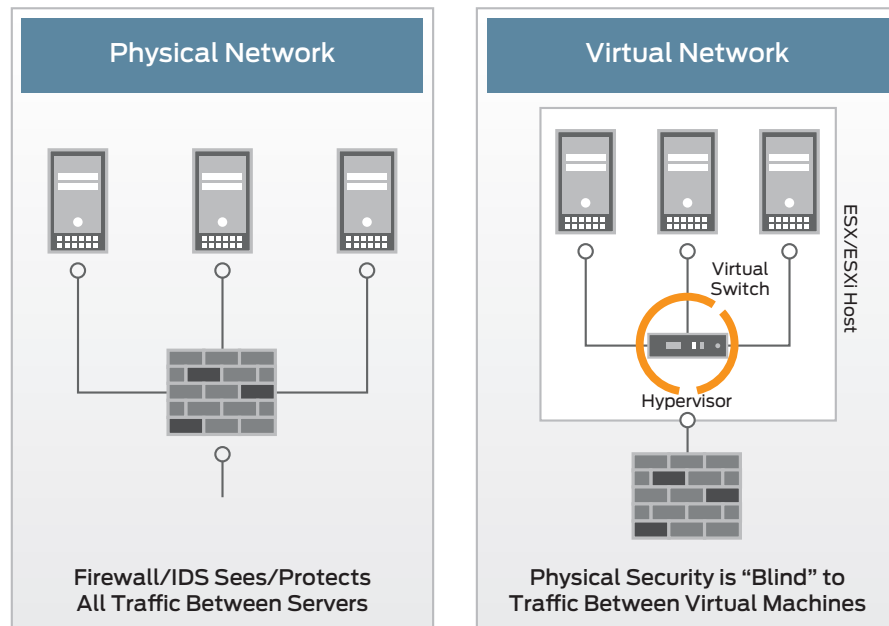 Physical Network
Firewall/IDS Sees/Protects
All Traffic Between Servers
Virtual Network
ESX/ESXi Host
Virtual
Switch
Hypervisor
Physical Security is “Blind” to
Traffic Between Virtual Machines